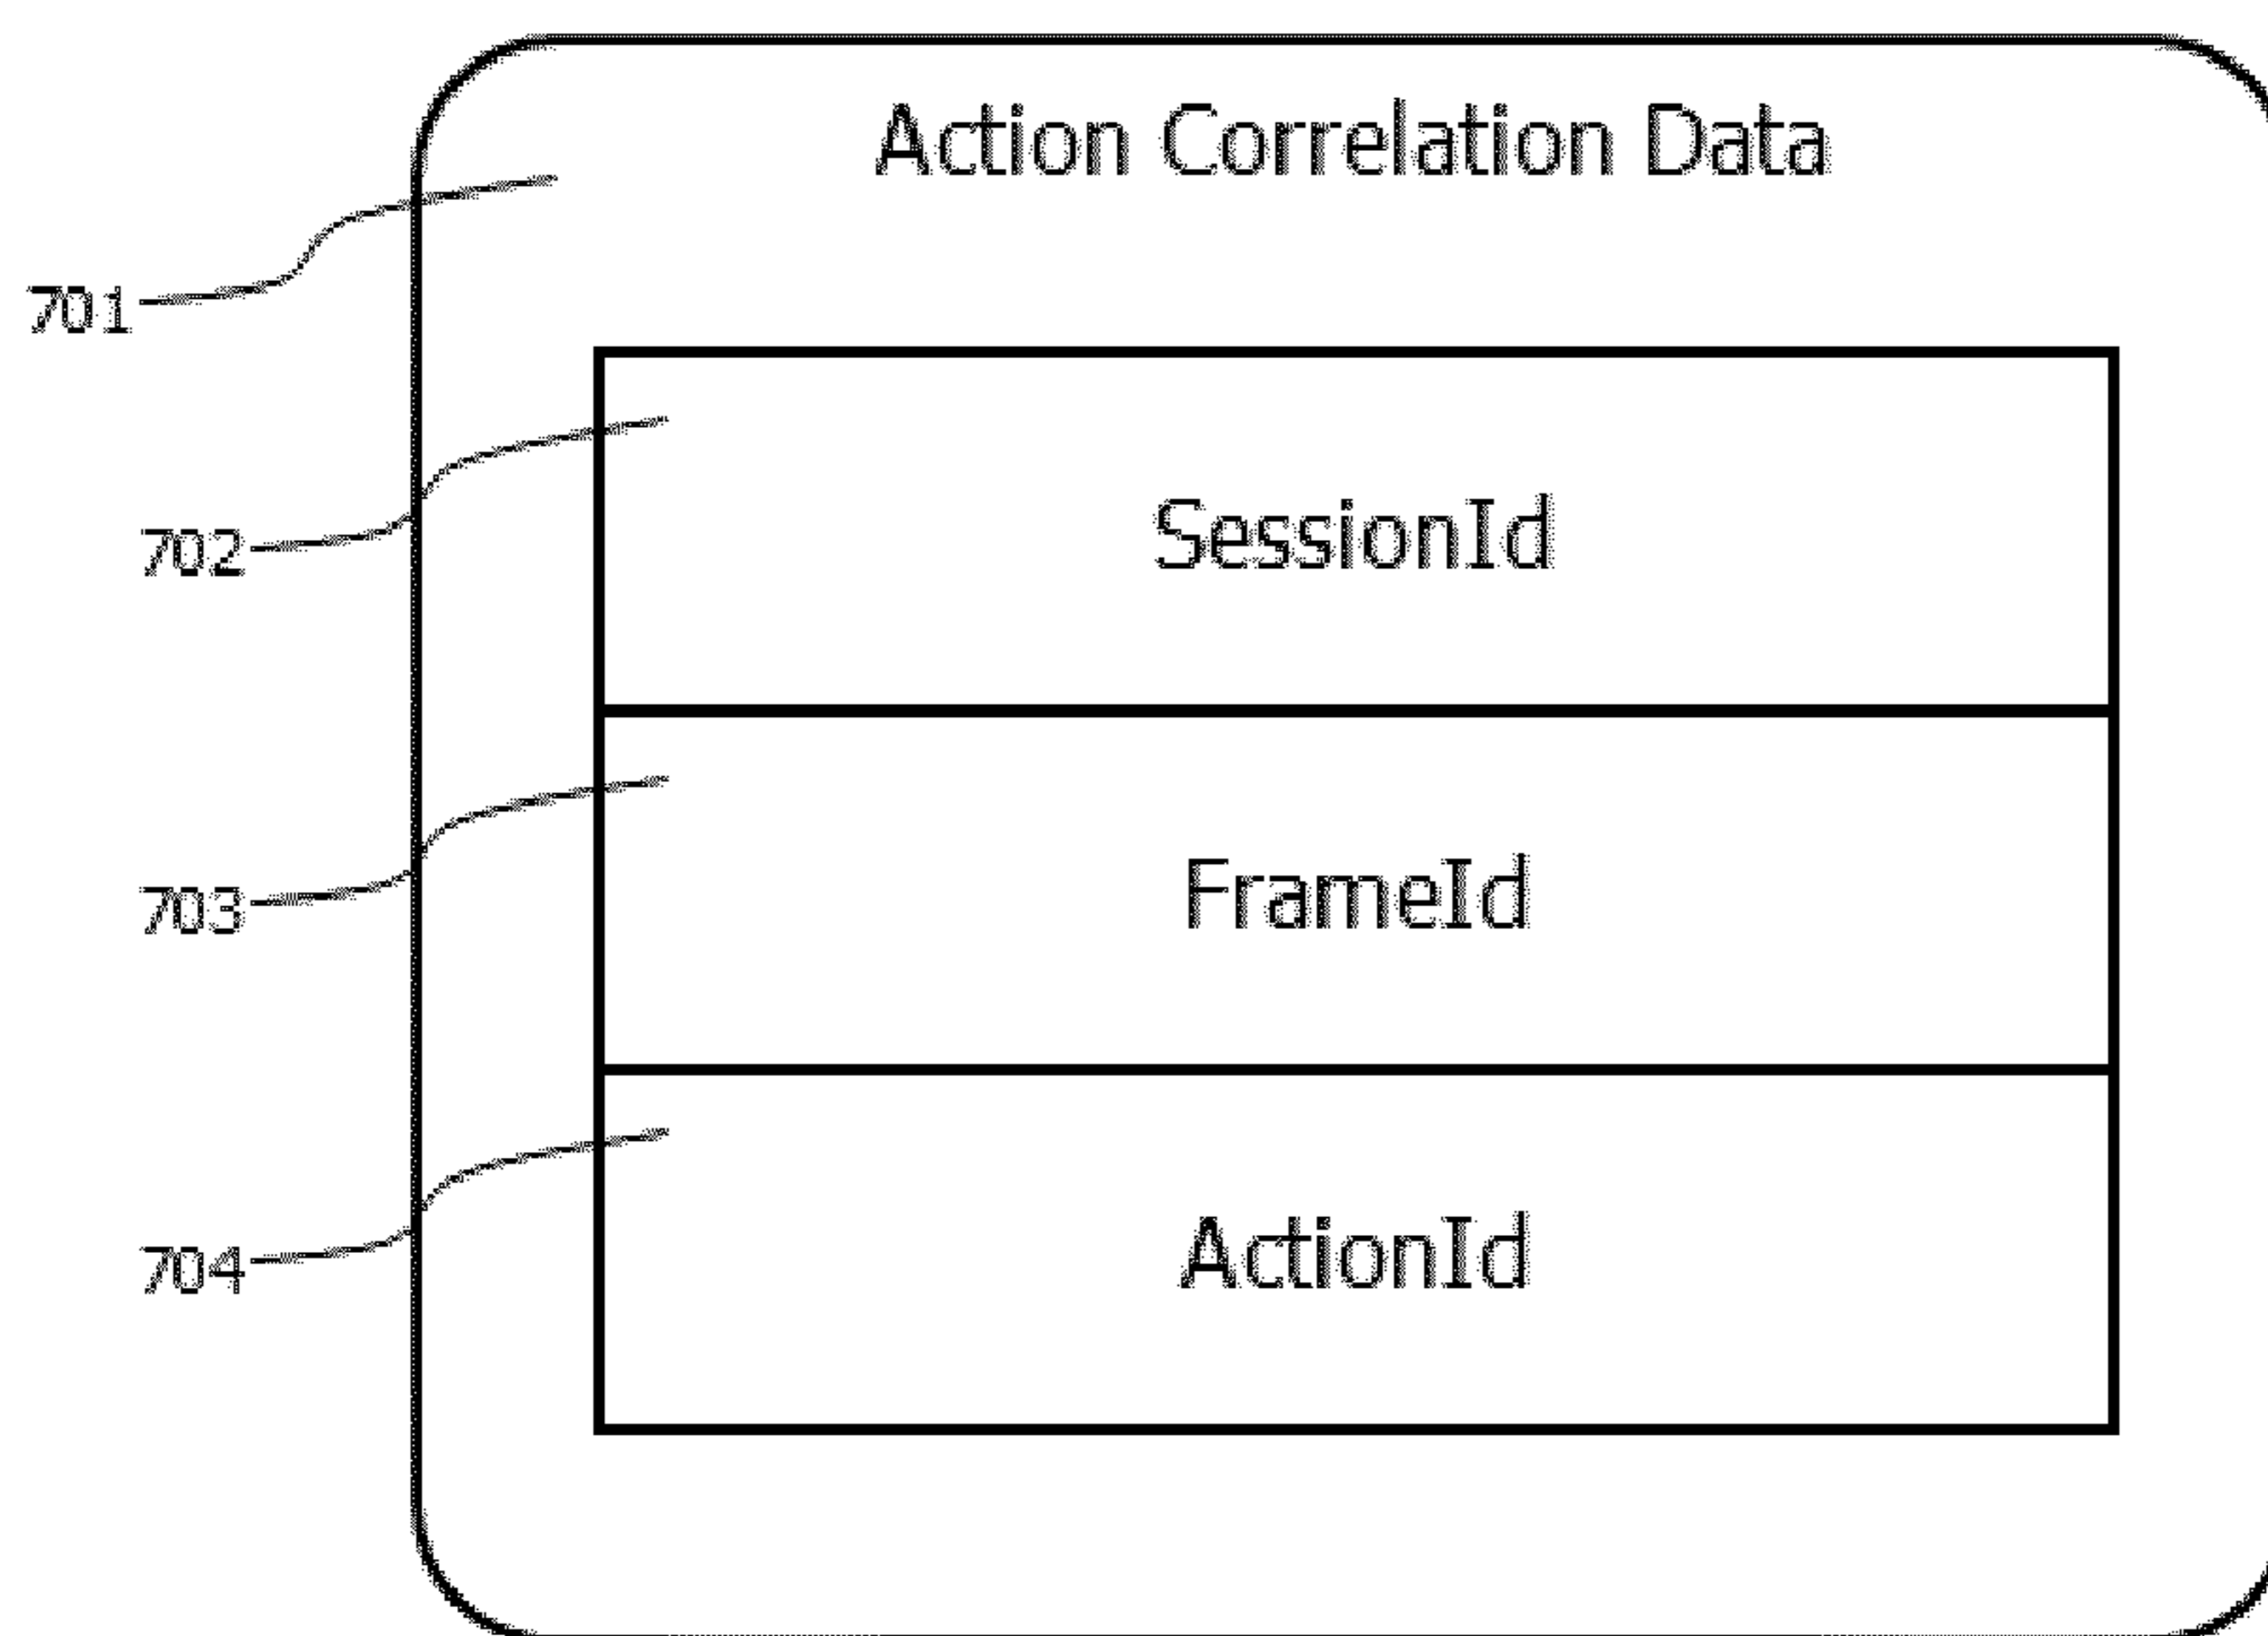 Action Correlation Data
701
SessionId
702
FrameId
703
ActionId
704